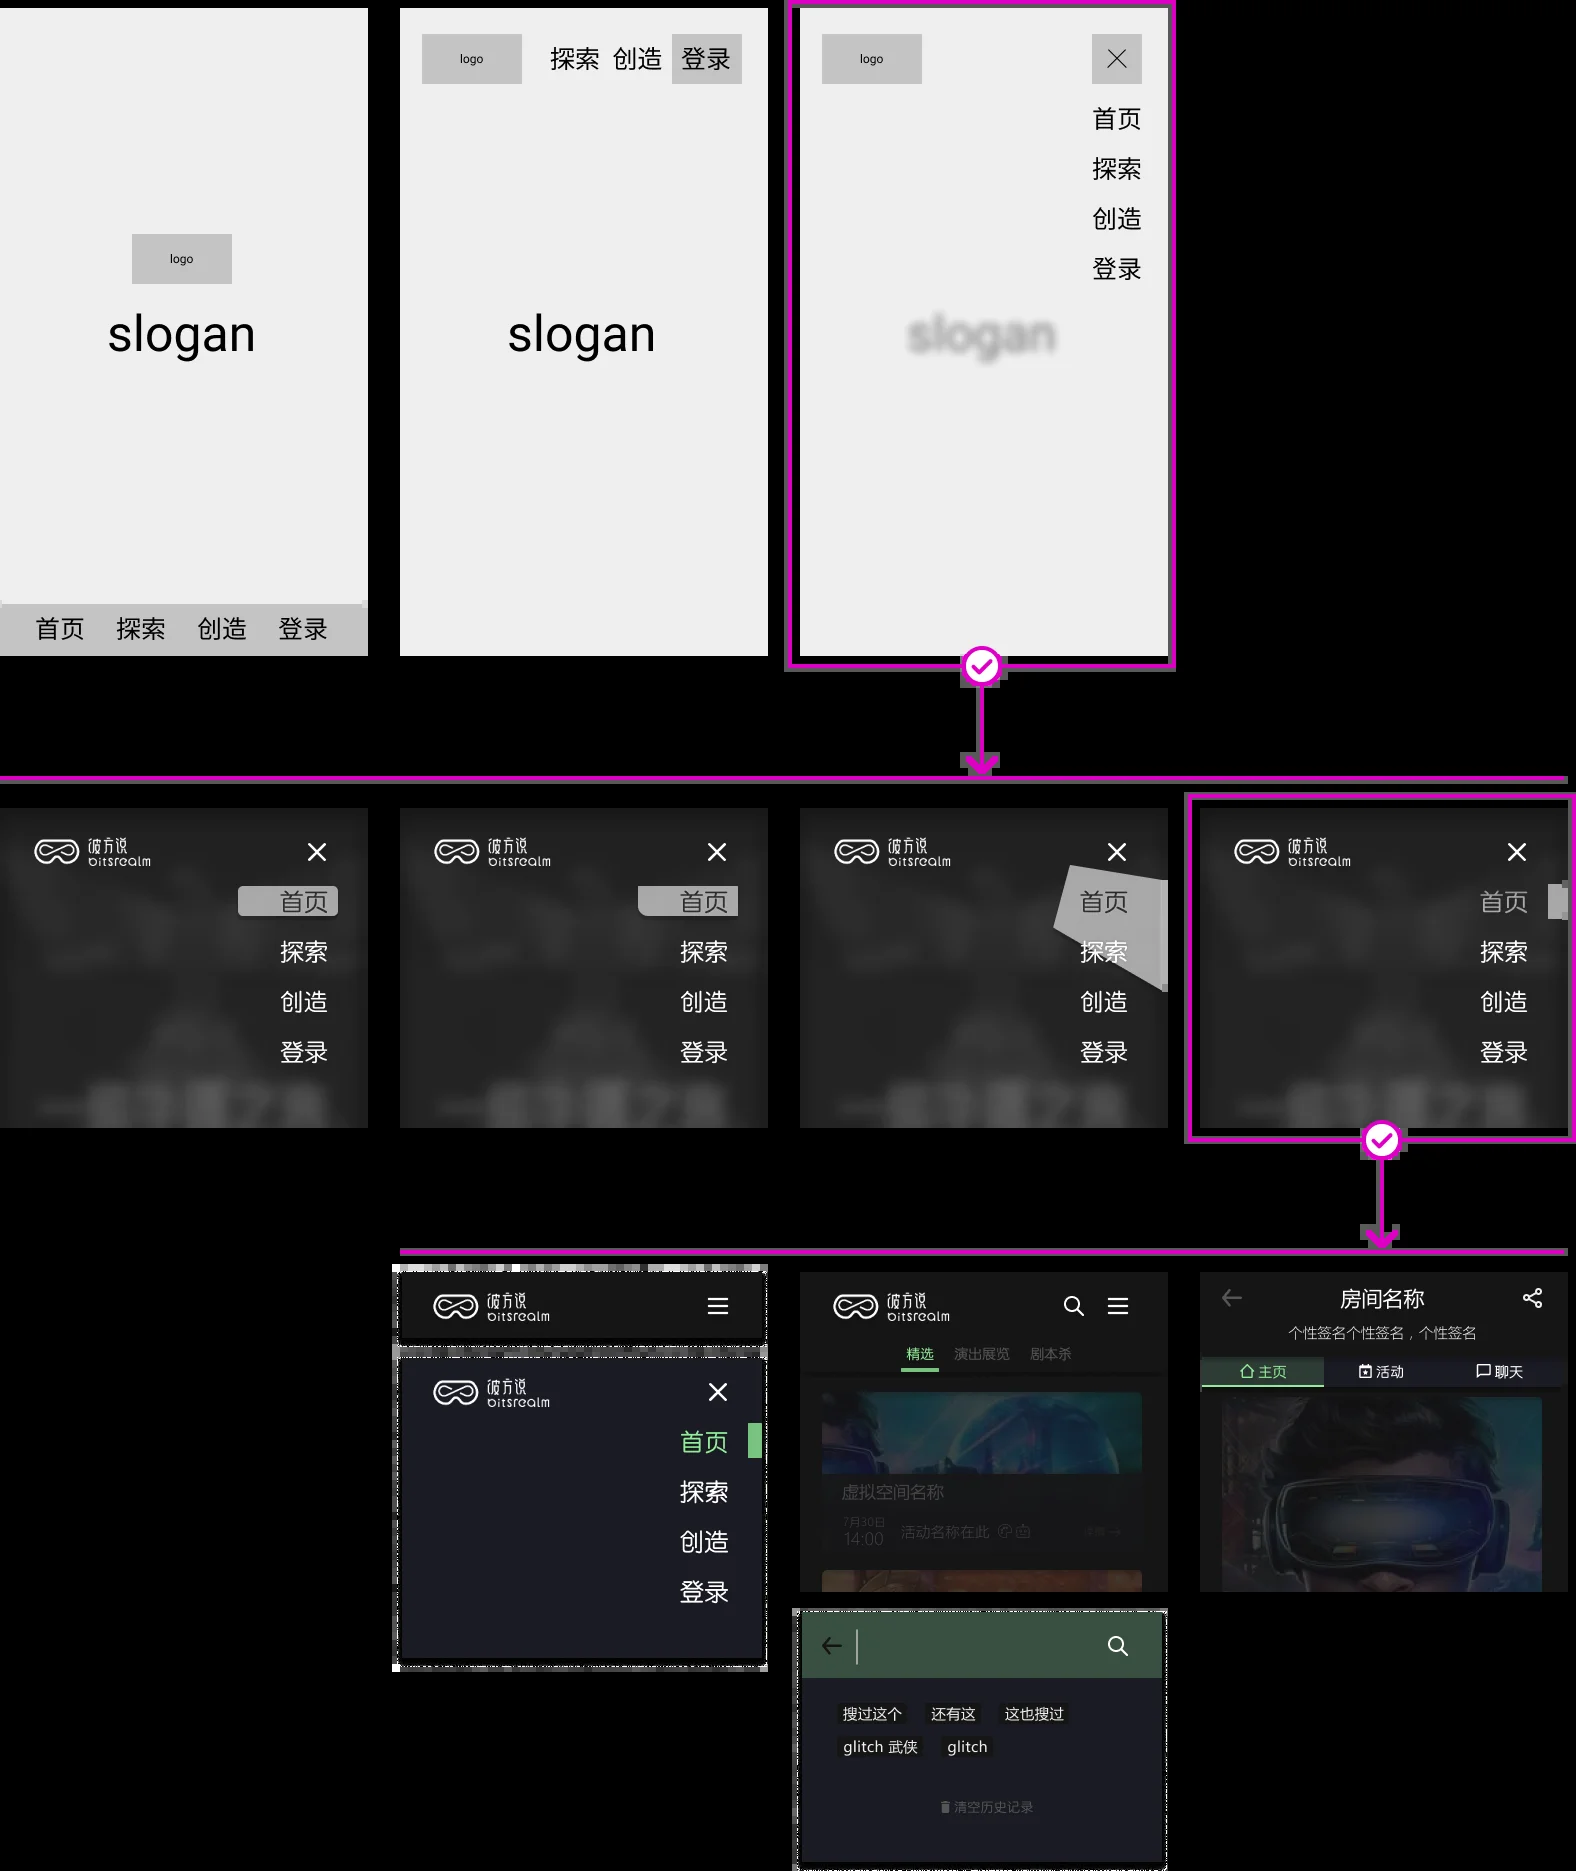 logo
slogan
首页 探索 创造 登录
logo 探索 创造 登录
slogan
logo
首页
探索
创造
登录
slogan
彼方说
bitsrealm
首页
探索
创造
登录
彼方说
bitsrealm
首页
探索
创造
登录
彼方说
bitsrealm
首页
探索
创造
登录
彼方说
bitsrealm
首页
探索
创造
登录
彼方说
bitsrealm
彼方说
bitsrealm
首页
探索
创造
登录
彼方说
bitsrealm
精选 演出展览 剧本杀
虚拟空间名称
7月30日
14:00
活动名称在此
房间名称
个性签名个性签名，个性签名
主页 活动 聊天
搜过这个 还有这 这也搜过
glitch 武侠 glitch
清空历史记录